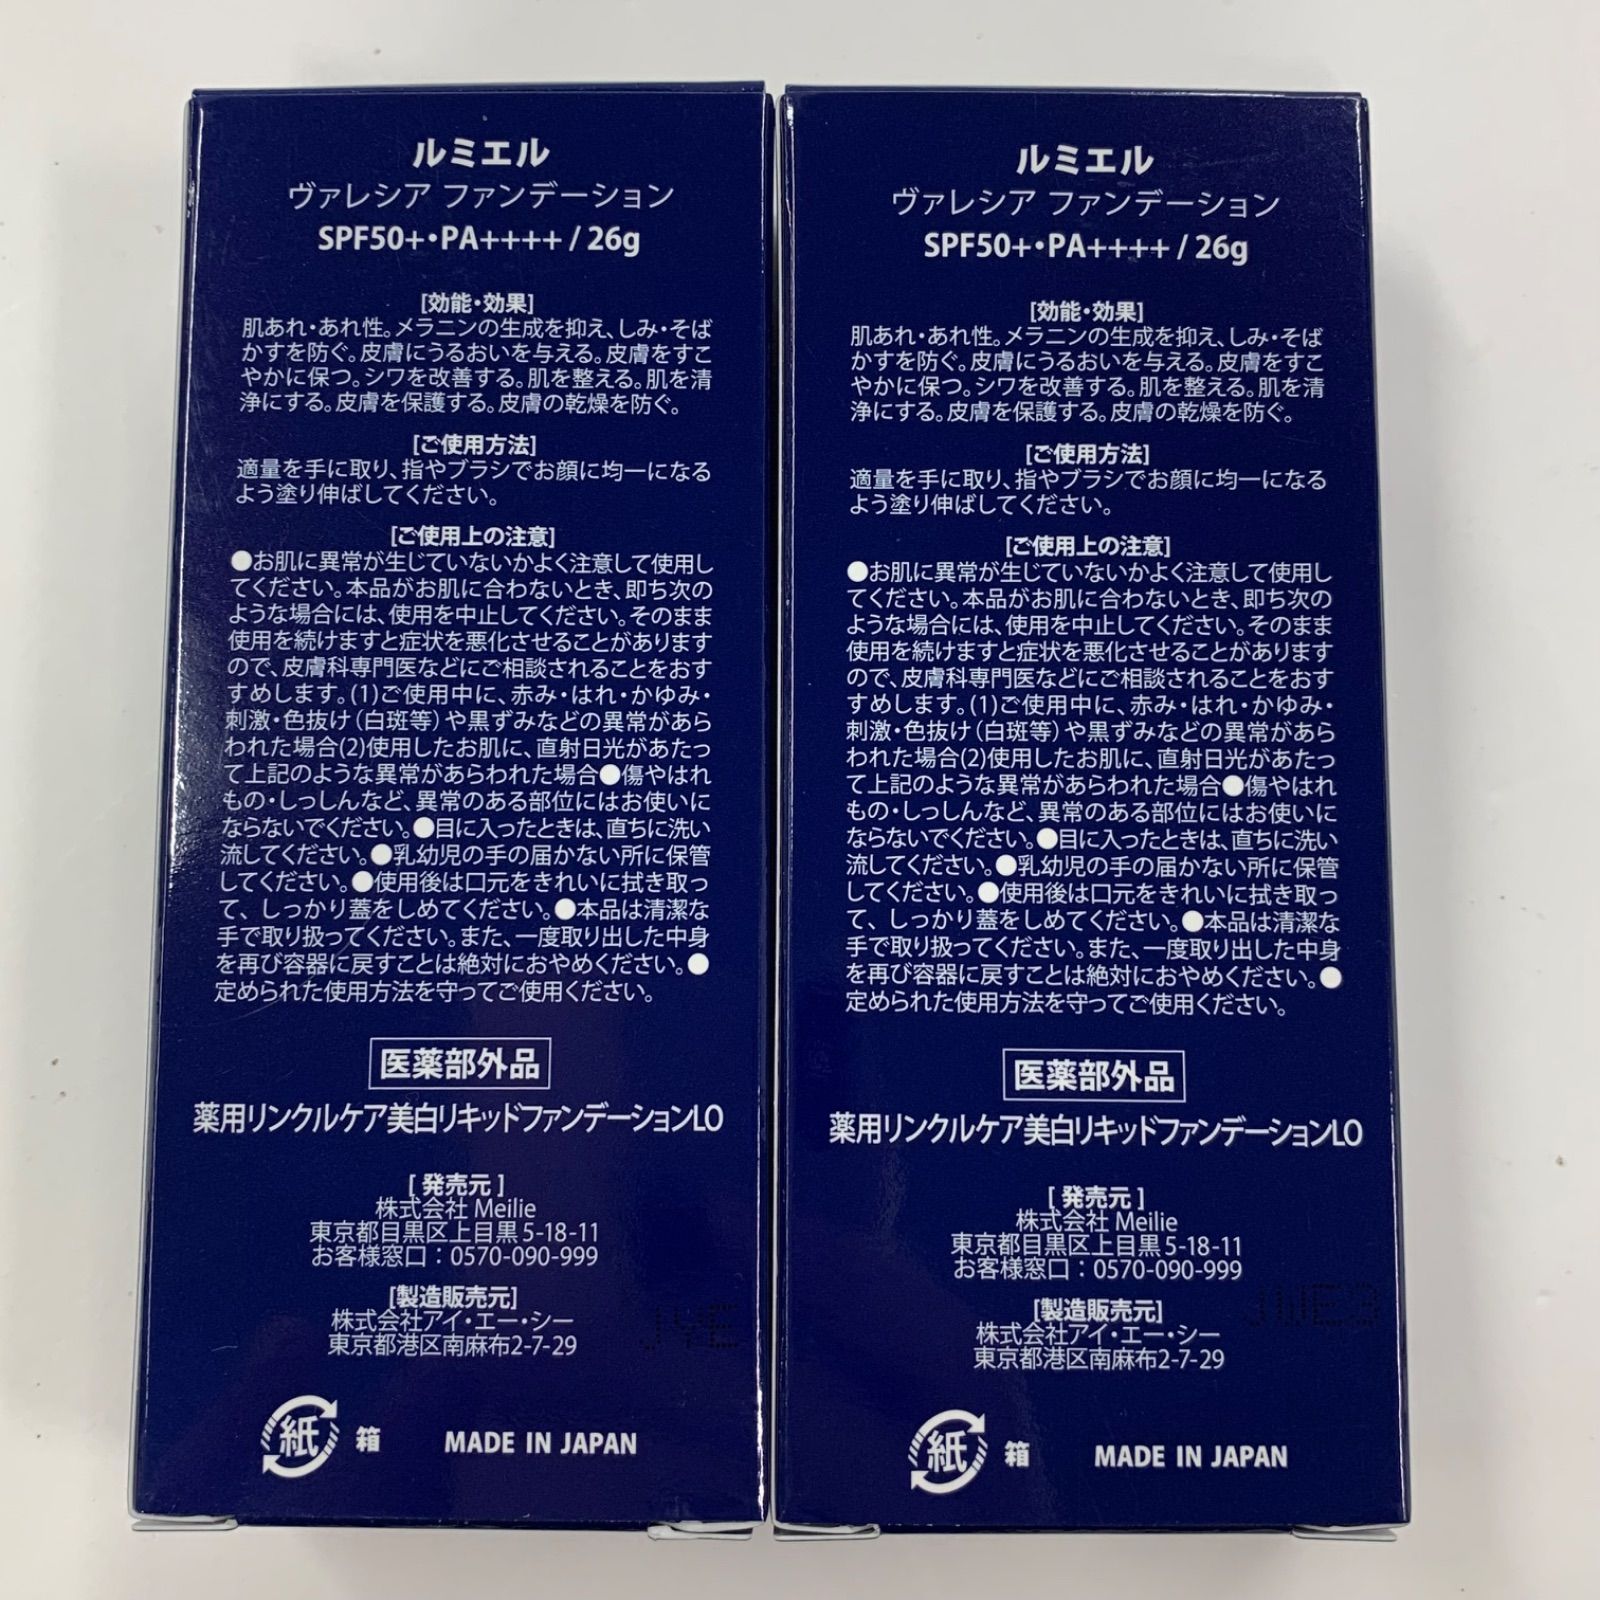 ルミエル
ヴァレシア ファンデーション
SPF50+・PA++++ / 26g
[効能・効果]
肌あれ・あれ性。メラニンの生成を抑え、しみ・そば
かすを防ぐ。皮膚にうるおいを与える。皮膚をすこ
やかに保つ。シワを改善する。肌を整える。肌を清
浄にする。皮膚を保護する。皮膚の乾燥を防ぐ。
[ご使用方法]
適量を手に取り、指やブラシでお顔に均一になる
よう塗り伸ばしてください。
[ご使用上の注意]
●お肌に異常が生じていないかよく注意して使用し
てください。本品がお肌に合わないとき、即ち次の
ような場合には、使用を中止してください。そのまま
使用を続けますと症状を悪化させることがあります
ので、皮膚科専門医などにご相談されることをおす
すめします。(1)ご使用中に、赤み・はれ・かゆみ・
刺激・色抜け（白斑等）や黒ずみなどの異常があら
われた場合(2)使用したお肌に、直射日光があたっ
て上記のような異常があらわれた場合●傷やはれ
もの・しっしんなど、異常のある部位にはお使いに
ならないでください。●目に入ったときは、直ちに洗い
流してください。●乳幼児の手の届かない所に保管
してください。●使用後は口元をきれいに拭き取っ
て、しっかり蓋をしめてください。●本品は清潔な
手で取り扱ってください。また、一度取り出した中身
を再び容器に戻すことは絶対におやめください。●
定められた使用方法を守ってご使用ください。
医薬部外品
薬用リンクルケア美白リキッドファンデーションLO
[ 発売元 ]
株式会社 Meilie
東京都目黒区上目黒 5-18-11
お客様窓口：0570-090-999
[製造販売元]
株式会社アイ・エー・シー
東京都港区南麻布2-7-29
JYE
紙 箱 MADE IN JAPAN
ルミエル
ヴァレシア ファンデーション
SPF50+・PA++++ / 26g
[効能・効果]
肌あれ・あれ性。メラニンの生成を抑え、しみ・そば
かすを防ぐ。皮膚にうるおいを与える。皮膚をすこ
やかに保つ。シワを改善する。肌を整える。肌を清
浄にする。皮膚を保護する。皮膚の乾燥を防ぐ。
[ご使用方法]
適量を手に取り、指やブラシでお顔に均一になる
よう塗り伸ばしてください。
[ご使用上の注意]
●お肌に異常が生じていないかよく注意して使用し
てください。本品がお肌に合わないとき、即ち次の
ような場合には、使用を中止してください。そのまま
使用を続けますと症状を悪化させることがあります
ので、皮膚科専門医などにご相談されることをおす
すめします。(1)ご使用中に、赤み・はれ・かゆみ・
刺激・色抜け（白斑等）や黒ずみなどの異常があら
われた場合(2)使用したお肌に、直射日光があたっ
て上記のような異常があらわれた場合●傷やはれ
もの・しっしんなど、異常のある部位にはお使いに
ならないでください。●目に入ったときは、直ちに洗い
流してください。●乳幼児の手の届かない所に保管
してください。●使用後は口元をきれいに拭き取っ
て、しっかり蓋をしめてください。●本品は清潔な
手で取り扱ってください。また、一度取り出した中身
を再び容器に戻すことは絶対におやめください。●
定められた使用方法を守ってご使用ください。
医薬部外品
薬用リンクルケア美白リキッドファンデーションLO
[ 発売元 ]
株式会社 Meilie
東京都目黒区上目黒 5-18-11
お客様窓口：0570-090-999
[製造販売元]
株式会社アイ・エー・シー
東京都港区南麻布2-7-29
紙 箱 MADE IN JAPAN